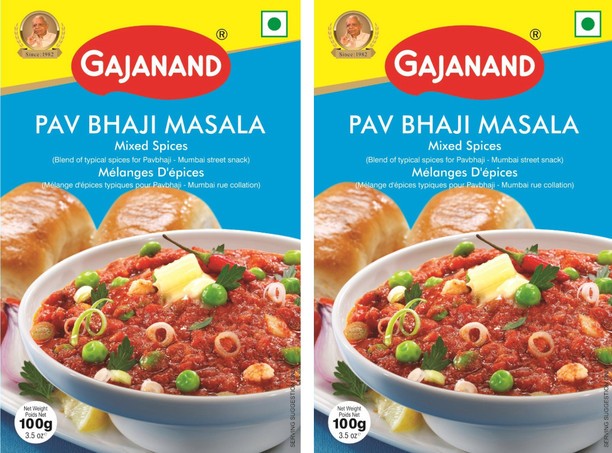 Since: 1982
GAJANAND®
PAV BHAJI MASALA
Mixed Spices
(Blend of typical spices for Pavbhaji - Mumbai street snack)
Mélanges D'épices
(Mélange d'épices typiques pour Pavbhaji - Mumbai rue collation)
Net Weight
Poids Net
100g
3.5 oz
SERVING SUGGESTION
Since: 1982
GAJANAND®
PAV BHAJI MASALA
Mixed Spices
(Blend of typical spices for Pavbhaji - Mumbai street snack)
Mélanges D'épices
(Mélange d'épices typiques pour Pavbhaji - Mumbai rue collation)
Net Weight
Poids Net
100g
3.5 oz
SERVING SUGGESTION